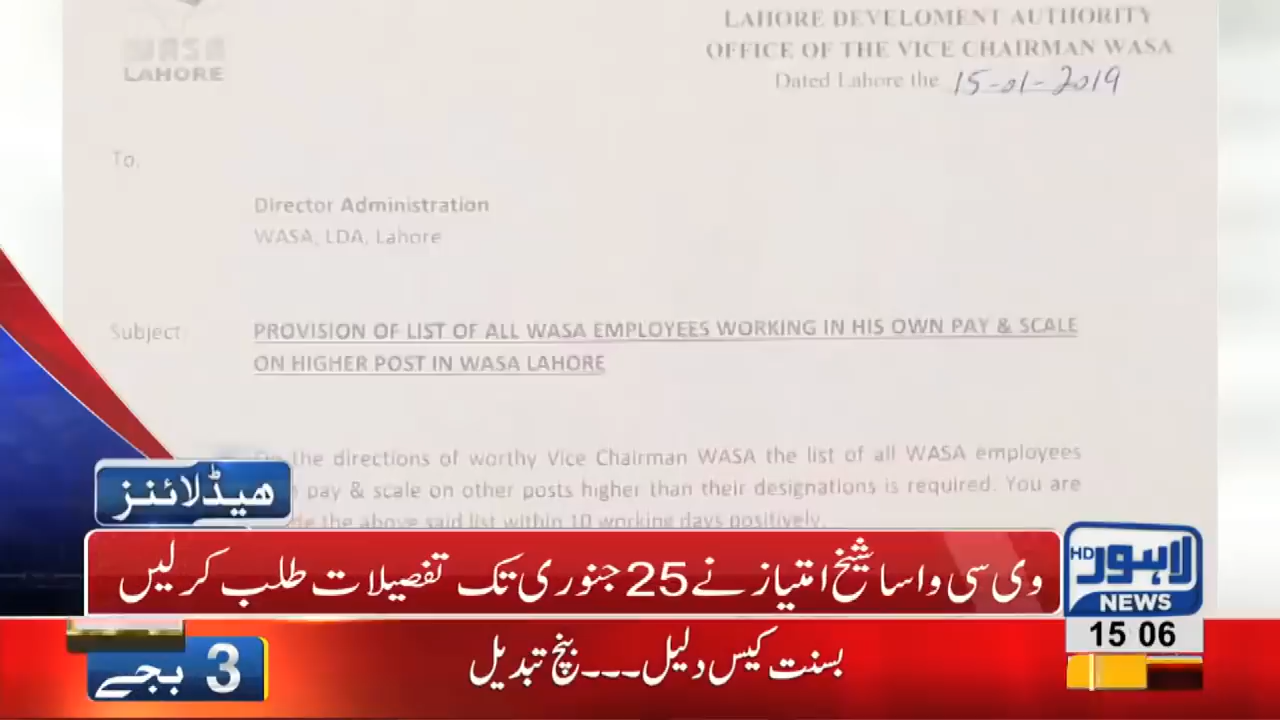 WASA
LAHORE
LAHORE DEVELOMENT AUTHORITY
OFFICE OF THE VICE CHAIRMAN WASA
Dated Lahore the 15-01-2019
To,
Director Administration
WASA, LDA, Lahore
Subject:
PROVISION OF LIST OF ALL WASA EMPLOYEES WORKING IN HIS OWN PAY & SCALE
ON HIGHER POST IN WASA LAHORE
the directions of worthy Vice Chairman WASA the list of all WASA employees
pay & scale on other posts higher than their designations is required. You are
the above said list within 10 working days positively.
ھیڈلائنز
وی سی واسا شیخ امتیاز نے 25 جنوری تک تفصیلات طلب کرلیں
لاہور HD
NEWS
15 06
3 بجے
بسنت کیس دلیل۔۔۔بنچ تبدیل